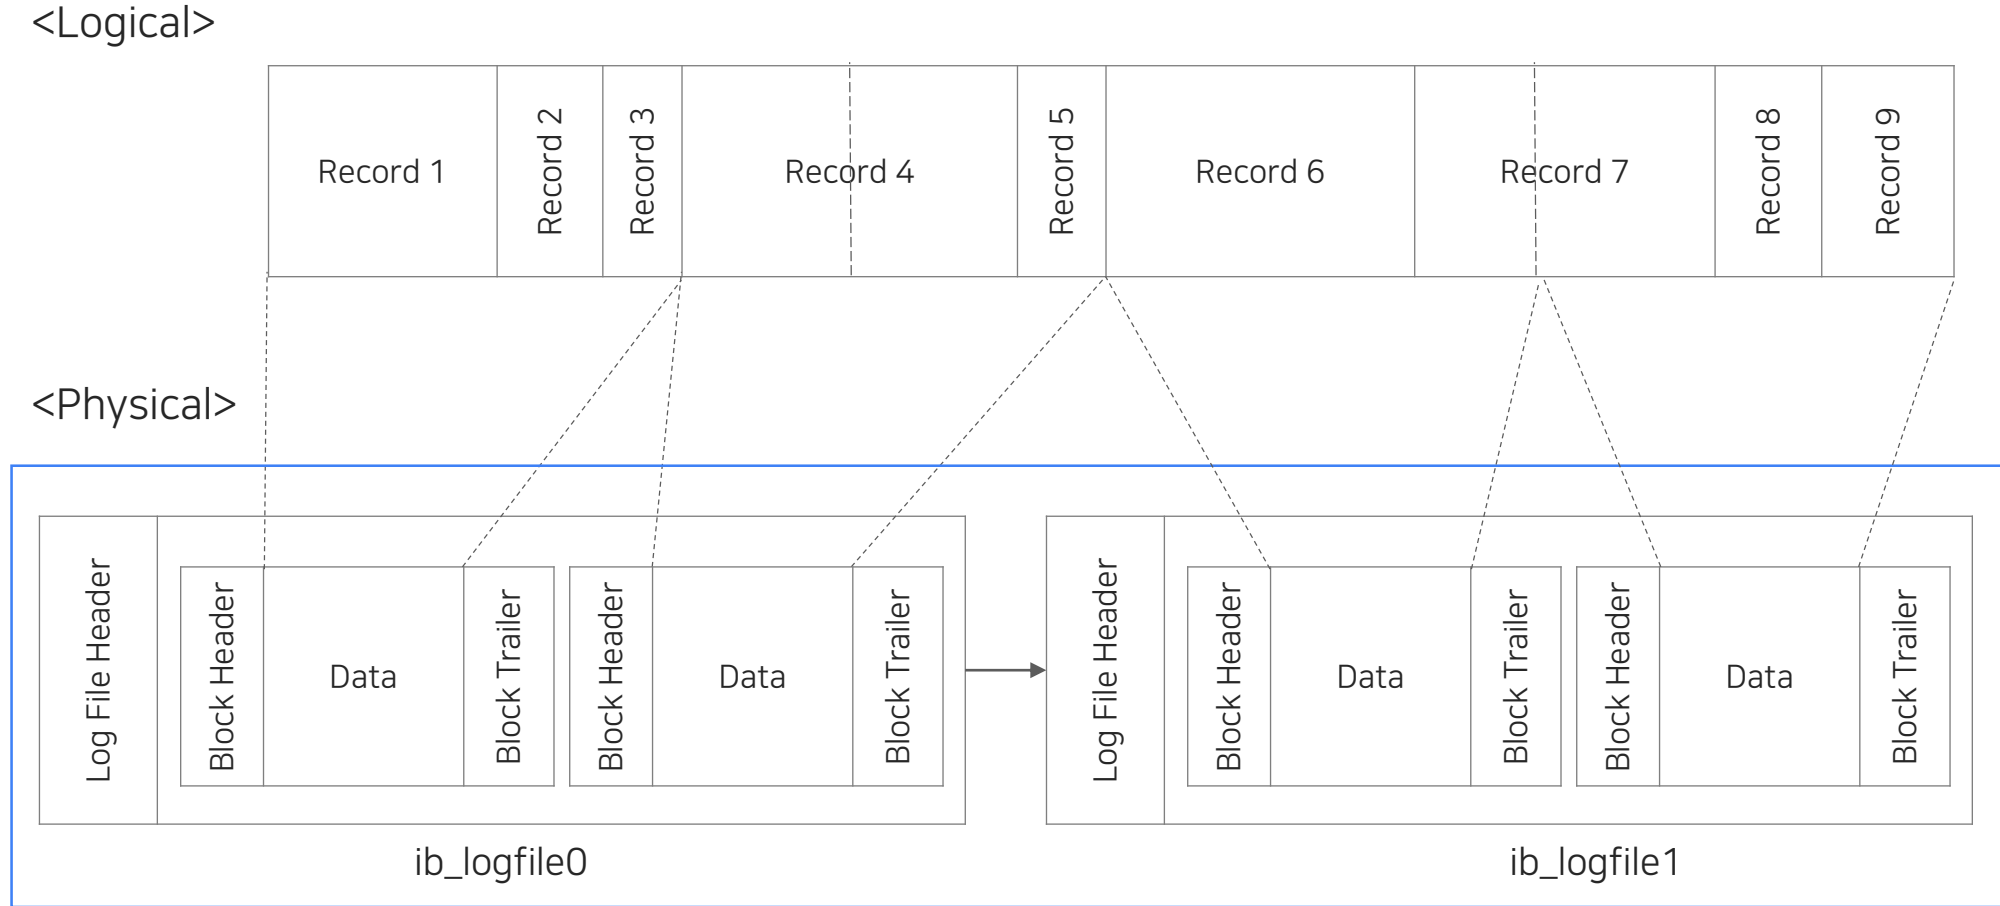 <Logical>
Record 1
Record 2
Record 3
Record 4
Record 5
Record 6
Record 7
Record 8
Record 9
<Physical>
Log File Header
Block Header
Data
Block Trailer
Block Header
Data
Block Trailer
Log File Header
Block Header
Data
Block Trailer
Block Header
Data
Block Trailer
ib_logfile0
ib_logfile1